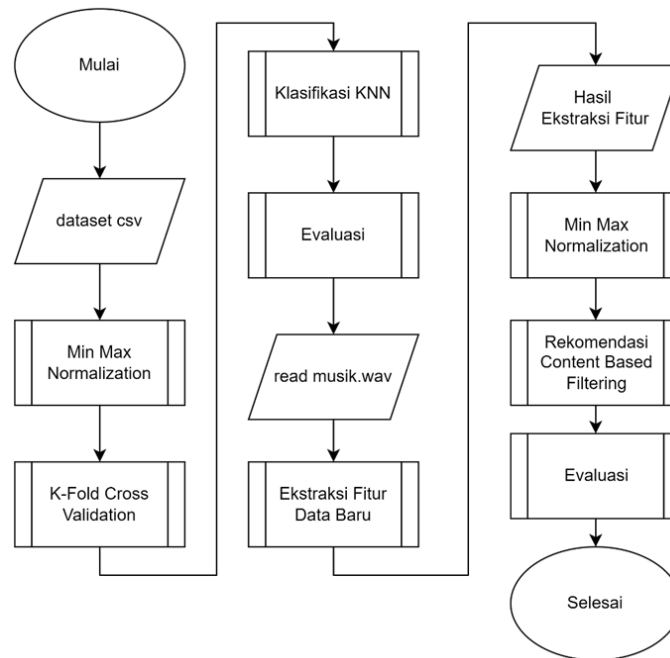 Mulai
dataset csv
Min Max
Normalization
K-Fold Cross
Validation
Klasifikasi KNN
Evaluasi
read musik.wav
Ekstraksi Fitur
Data Baru
Hasil
Ekstraksi Fitur
Min Max
Normalization
Rekomendasi
Content Based
Filtering
Evaluasi
Selesai